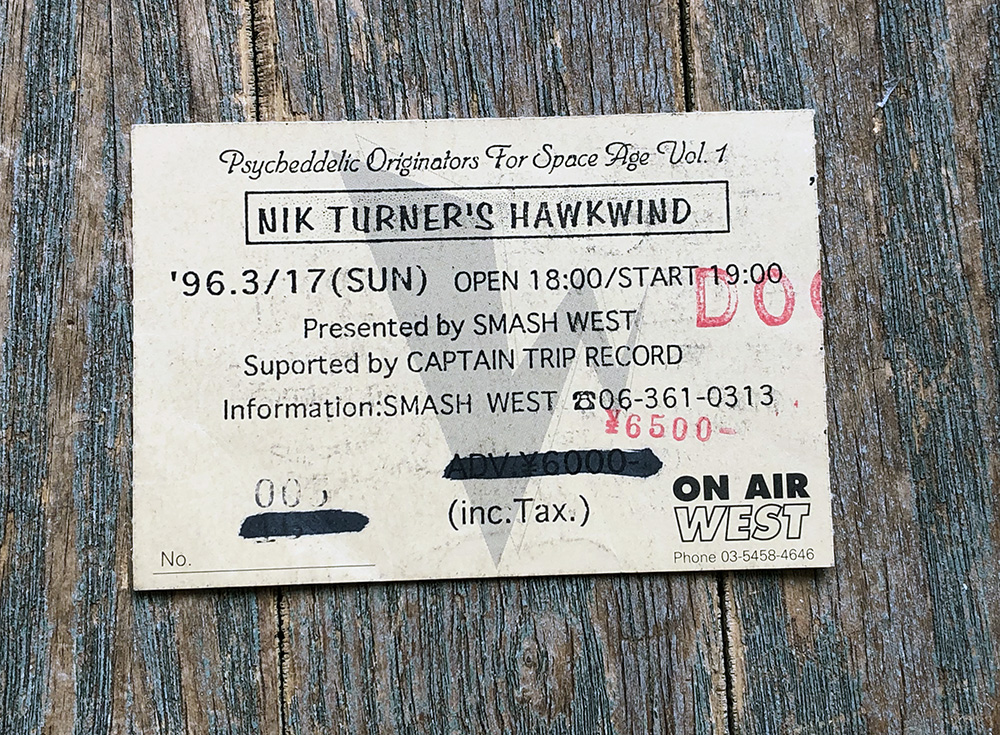 Psycheddelic Originators For Space Age Vol. 1
NIK TURNER'S HAWKWIND
'96.3/17(SUN) OPEN 18:00/START 19:00
DOO
Presented by SMASH WEST
Suported by CAPTAIN TRIP RECORD
Information:SMASH WEST ☎06-361-0313
¥6500-
ADV.¥6000-
(inc.Tax.)
ON AIR
WEST
Phone 03-5458-4646
No.